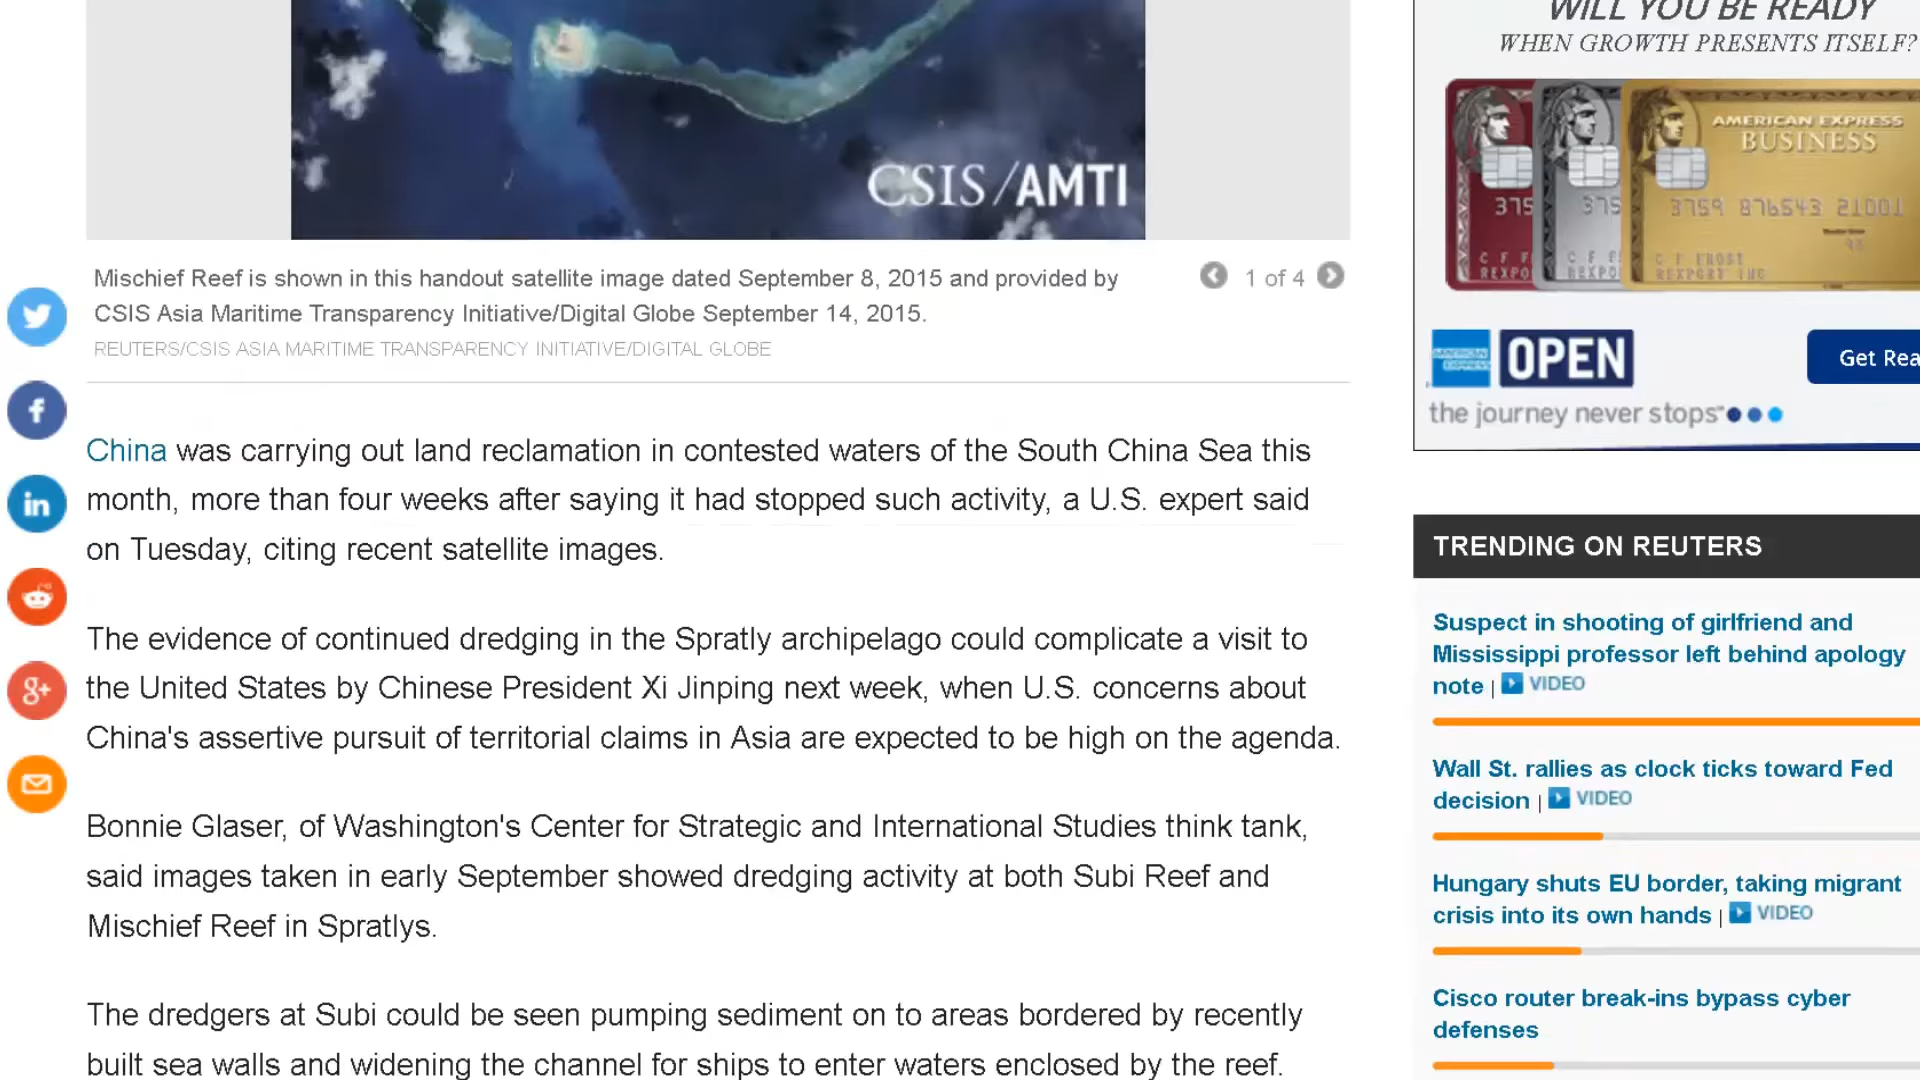 CSIS/AMTI
Mischief Reef is shown in this handout satellite image dated September 8, 2015 and provided by
CSIS Asia Maritime Transparency Initiative/Digital Globe September 14, 2015.
REUTERS/CSIS ASIA MARITIME TRANSPARENCY INITIATIVE/DIGITAL GLOBE
1 of 4
China was carrying out land reclamation in contested waters of the South China Sea this
month, more than four weeks after saying it had stopped such activity, a U.S. expert said
on Tuesday, citing recent satellite images.
The evidence of continued dredging in the Spratly archipelago could complicate a visit to
the United States by Chinese President Xi Jinping next week, when U.S. concerns about
China's assertive pursuit of territorial claims in Asia are expected to be high on the agenda.
Bonnie Glaser, of Washington's Center for Strategic and International Studies think tank,
said images taken in early September showed dredging activity at both Subi Reef and
Mischief Reef in Spratlys.
The dredgers at Subi could be seen pumping sediment on to areas bordered by recently
built sea walls and widening the channel for ships to enter waters enclosed by the reef.
f
in
g+
WILL YOU BE READY
WHEN GROWTH PRESENTS ITSELF?
AMERICAN EXPRESS
BUSINESS
375
375
3759 876543 21001
C F FROST
REXPORT INC
AMERICAN
EXPRESS
OPEN
Get Rea
the journey never stops
TRENDING ON REUTERS
Suspect in shooting of girlfriend and
Mississippi professor left behind apology
note | VIDEO
Wall St. rallies as clock ticks toward Fed
decision | VIDEO
Hungary shuts EU border, taking migrant
crisis into its own hands | VIDEO
Cisco router break-ins bypass cyber
defenses